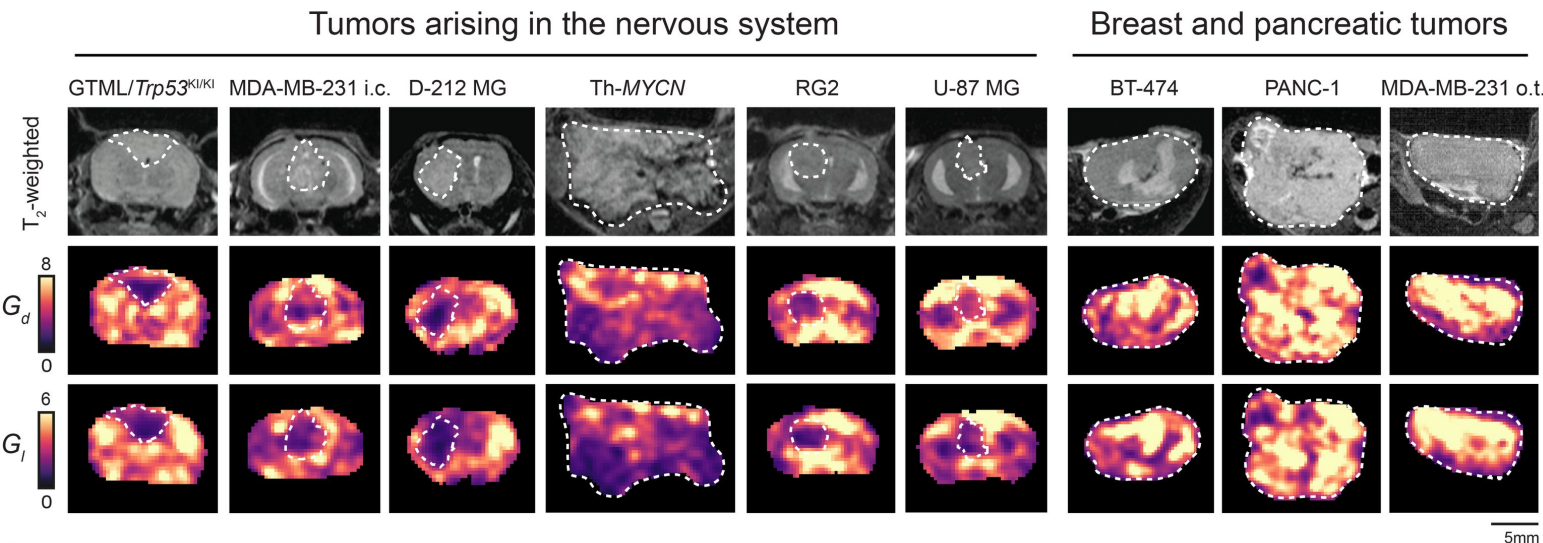 Tumors arising in the nervous system
Breast and pancreatic tumors
GTML/Trp53KI/KI
MDA-MB-231 i.c.
D-212 MG
Th-MYCN
RG2
U-87 MG
BT-474
PANC-1
MDA-MB-231 o.t.
T2-weighted
8
Gd
0
6
Gl
0
5mm